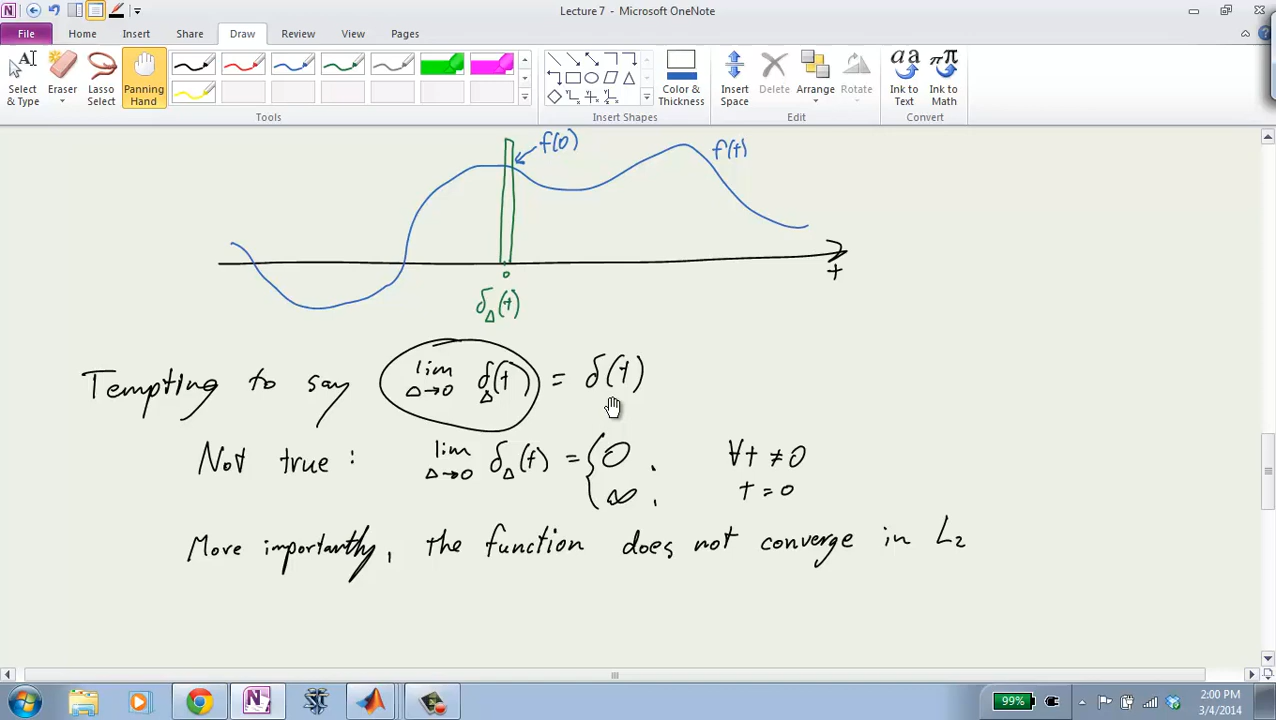 Lecture 7 - Microsoft OneNote
File Home Insert Share Draw Review View Pages
Select & Type
Eraser
Lasso Select
Panning Hand
Color & Thickness
Insert Space
Delete
Arrange
Rotate
Ink to Text
Ink to Math
Tools
Insert Shapes
Edit
Convert
f(0)
f(t)
0
t
δ_Δ(t)
Tempting to say lim Δ→0 δ_Δ(t) = δ(t)
Not true: lim Δ→0 δ_Δ(t) = { 0, ∀t ≠ 0
∞, t = 0
More importantly, the function does not converge in L₂
99%
2:00 PM
3/4/2014